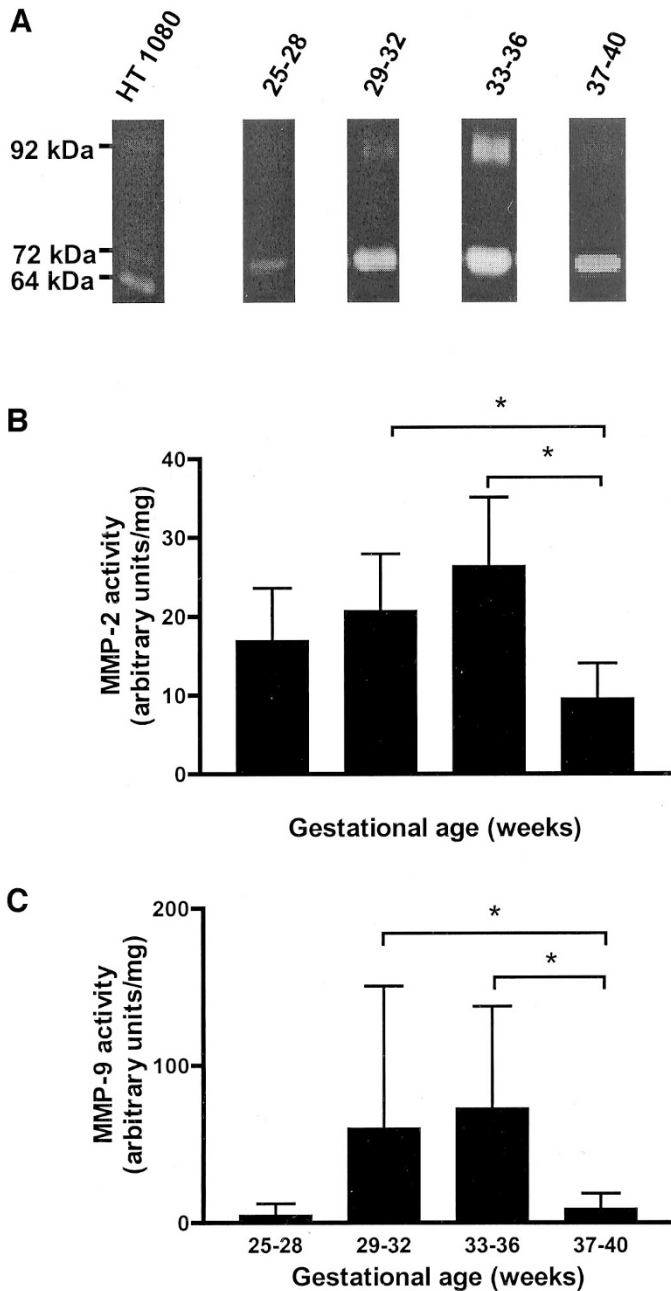 A
HT 1080
25-28
29-32
33-36
37-40
92 kDa
72 kDa
64 kDa
B
*
*
40
30
20
10
0
MMP-2 activity
(arbitrary units/mg)
Gestational age (weeks)
C
*
*
200
100
0
MMP-9 activity
(arbitrary units/mg)
25-28
29-32
33-36
37-40
Gestational age (weeks)